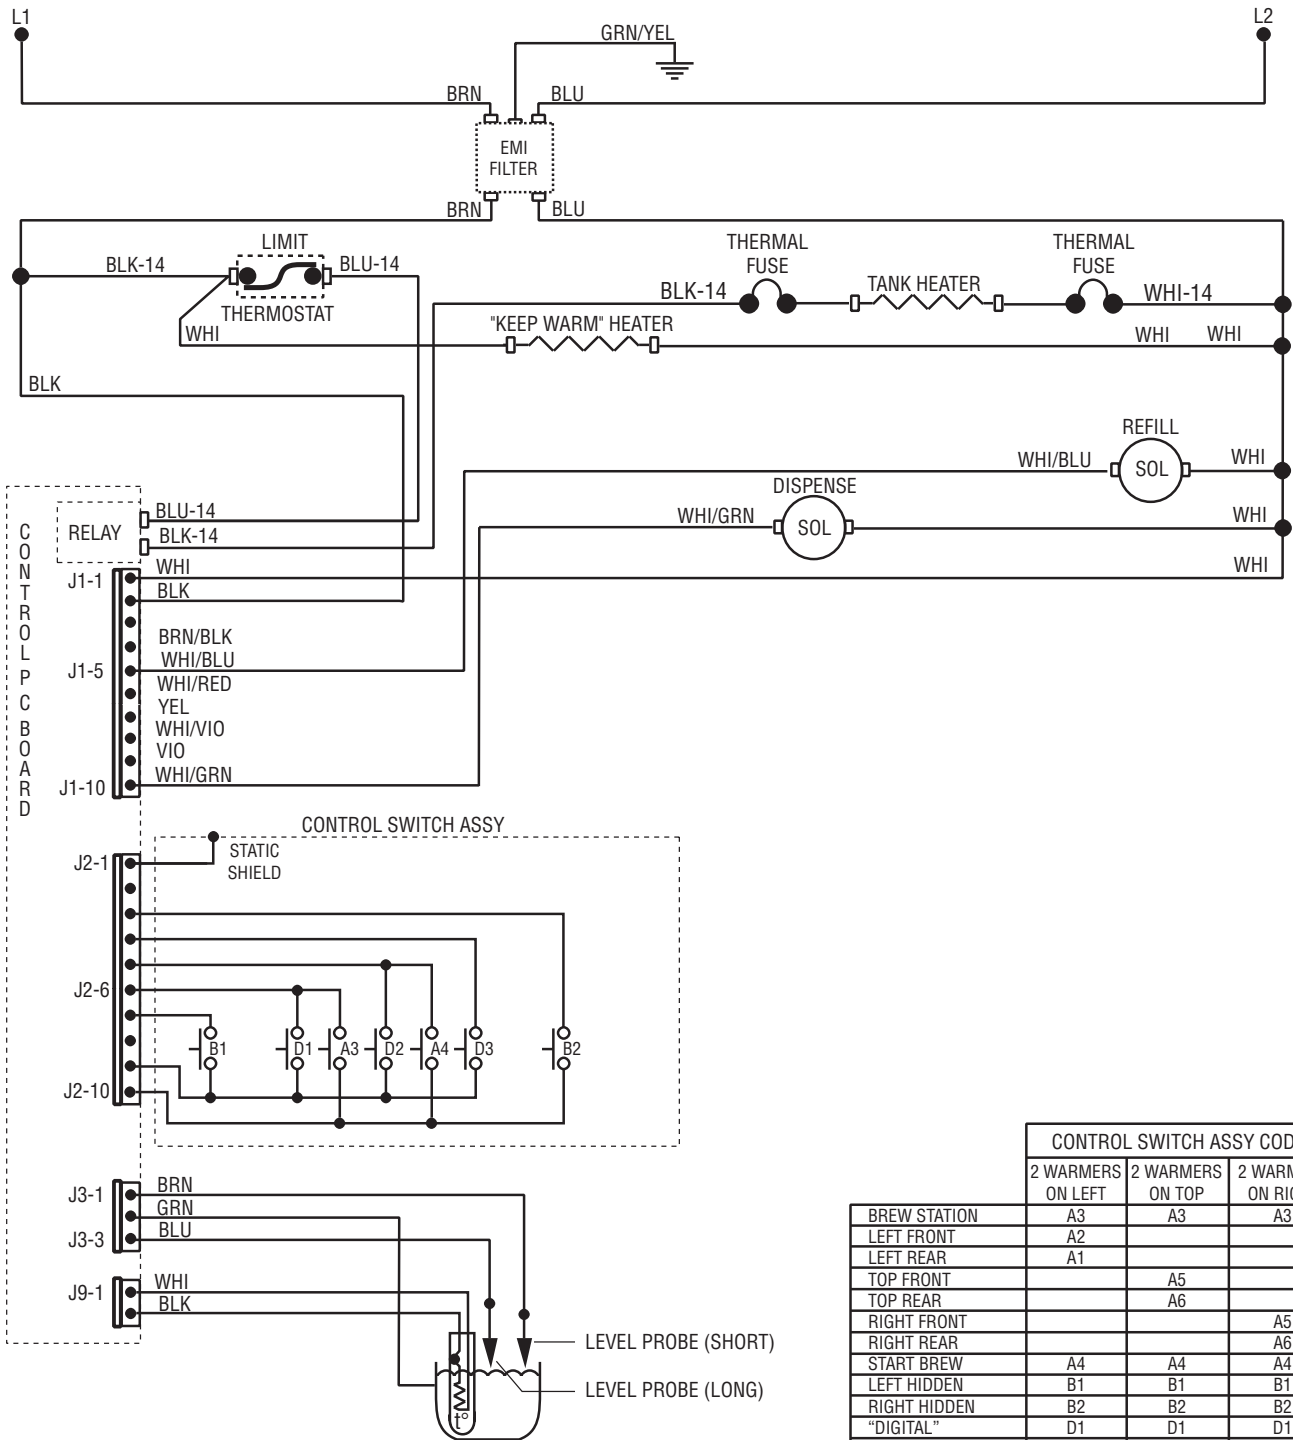 L1
L2
GRN/YEL
BRN
BLU
EMI
FILTER
BRN
BLU
LIMIT
THERMOSTAT
BLK-14
BLU-14
WHI
THERMAL
FUSE
THERMAL
FUSE
BLK-14
TANK HEATER
WHI-14
"KEEP WARM" HEATER
WHI
WHI
BLK
REFILL
WHI/BLU
SOL
WHI
DISPENSE
WHI/GRN
SOL
WHI
WHI
CONTROL PC BOARD
RELAY
BLU-14
BLK-14
J1-1
WHI
BLK
BRN/BLK
J1-5
WHI/BLU
WHI/RED
YEL
WHI/VIO
VIO
J1-10
WHI/GRN
CONTROL SWITCH ASSY
J2-1
STATIC
SHIELD
J2-6
B1 D1 A3 D2 A4 D3 B2
J2-10
J3-1
BRN
GRN
J3-3
BLU
J9-1
WHI
BLK
LEVEL PROBE (SHORT)
LEVEL PROBE (LONG)
t°
CONTROL SWITCH ASSY COD
2 WARMERS
ON LEFT
2 WARMERS
ON TOP
2 WARM
ON RI
BREW STATION A3 A3 A3
LEFT FRONT A2
LEFT REAR A1
TOP FRONT A5
TOP REAR A6
RIGHT FRONT A5
RIGHT REAR A6
START BREW A4 A4 A4
LEFT HIDDEN B1 B1 B1
RIGHT HIDDEN B2 B2 B2
“DIGITAL” D1 D1 D1